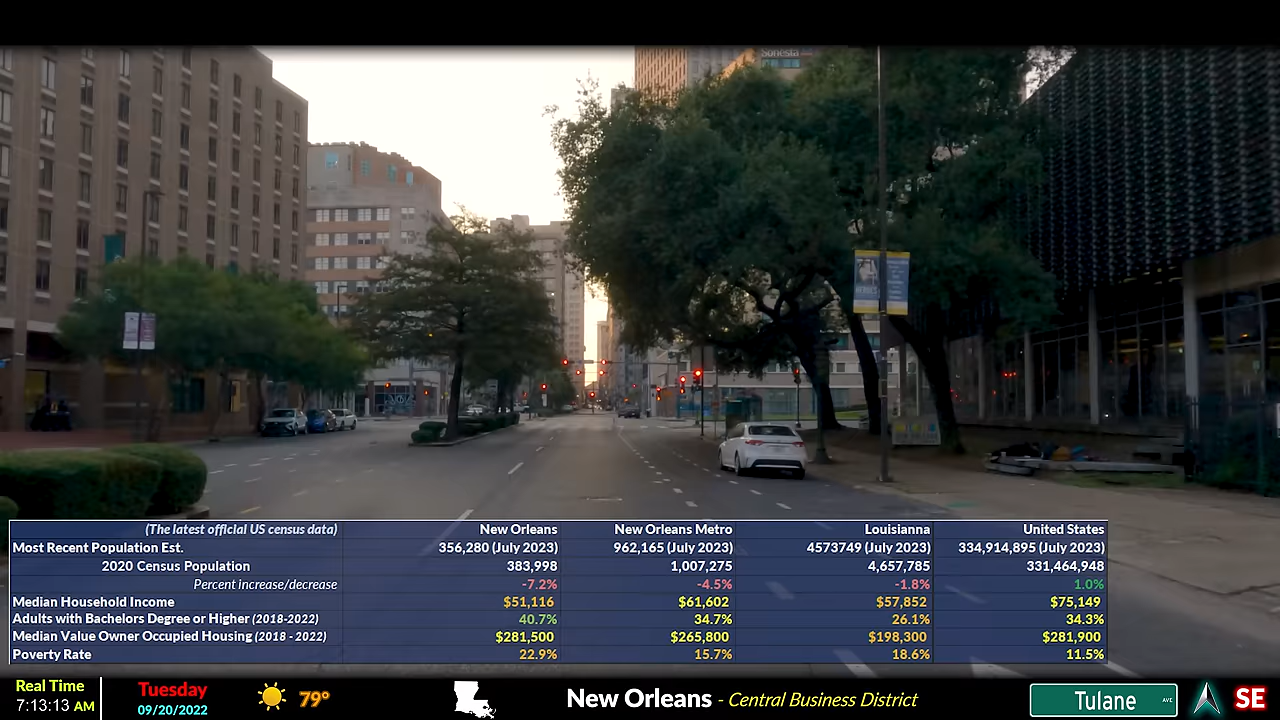 Sonesta
(The latest official US census data) New Orleans New Orleans Metro Louisianna United States
Most Recent Population Est. 356,280 (July 2023) 962,165 (July 2023) 4573749 (July 2023) 334,914,895 (July 2023)
2020 Census Population 383,998 1,007,275 4,657,785 331,464,948
Percent increase/decrease -7.2% -4.5% -1.8% 1.0%
Median Household Income $51,116 $61,602 $57,852 $75,149
Adults with Bachelors Degree or Higher (2018-2022) 40.7% 34.7% 26.1% 34.3%
Median Value Owner Occupied Housing (2018 - 2022) $281,500 $265,800 $198,300 $281,900
Poverty Rate 22.9% 15.7% 18.6% 11.5%
Real Time
7:13:13 AM
Tuesday
09/20/2022
79°
New Orleans - Central Business District
Tulane AVE
SE